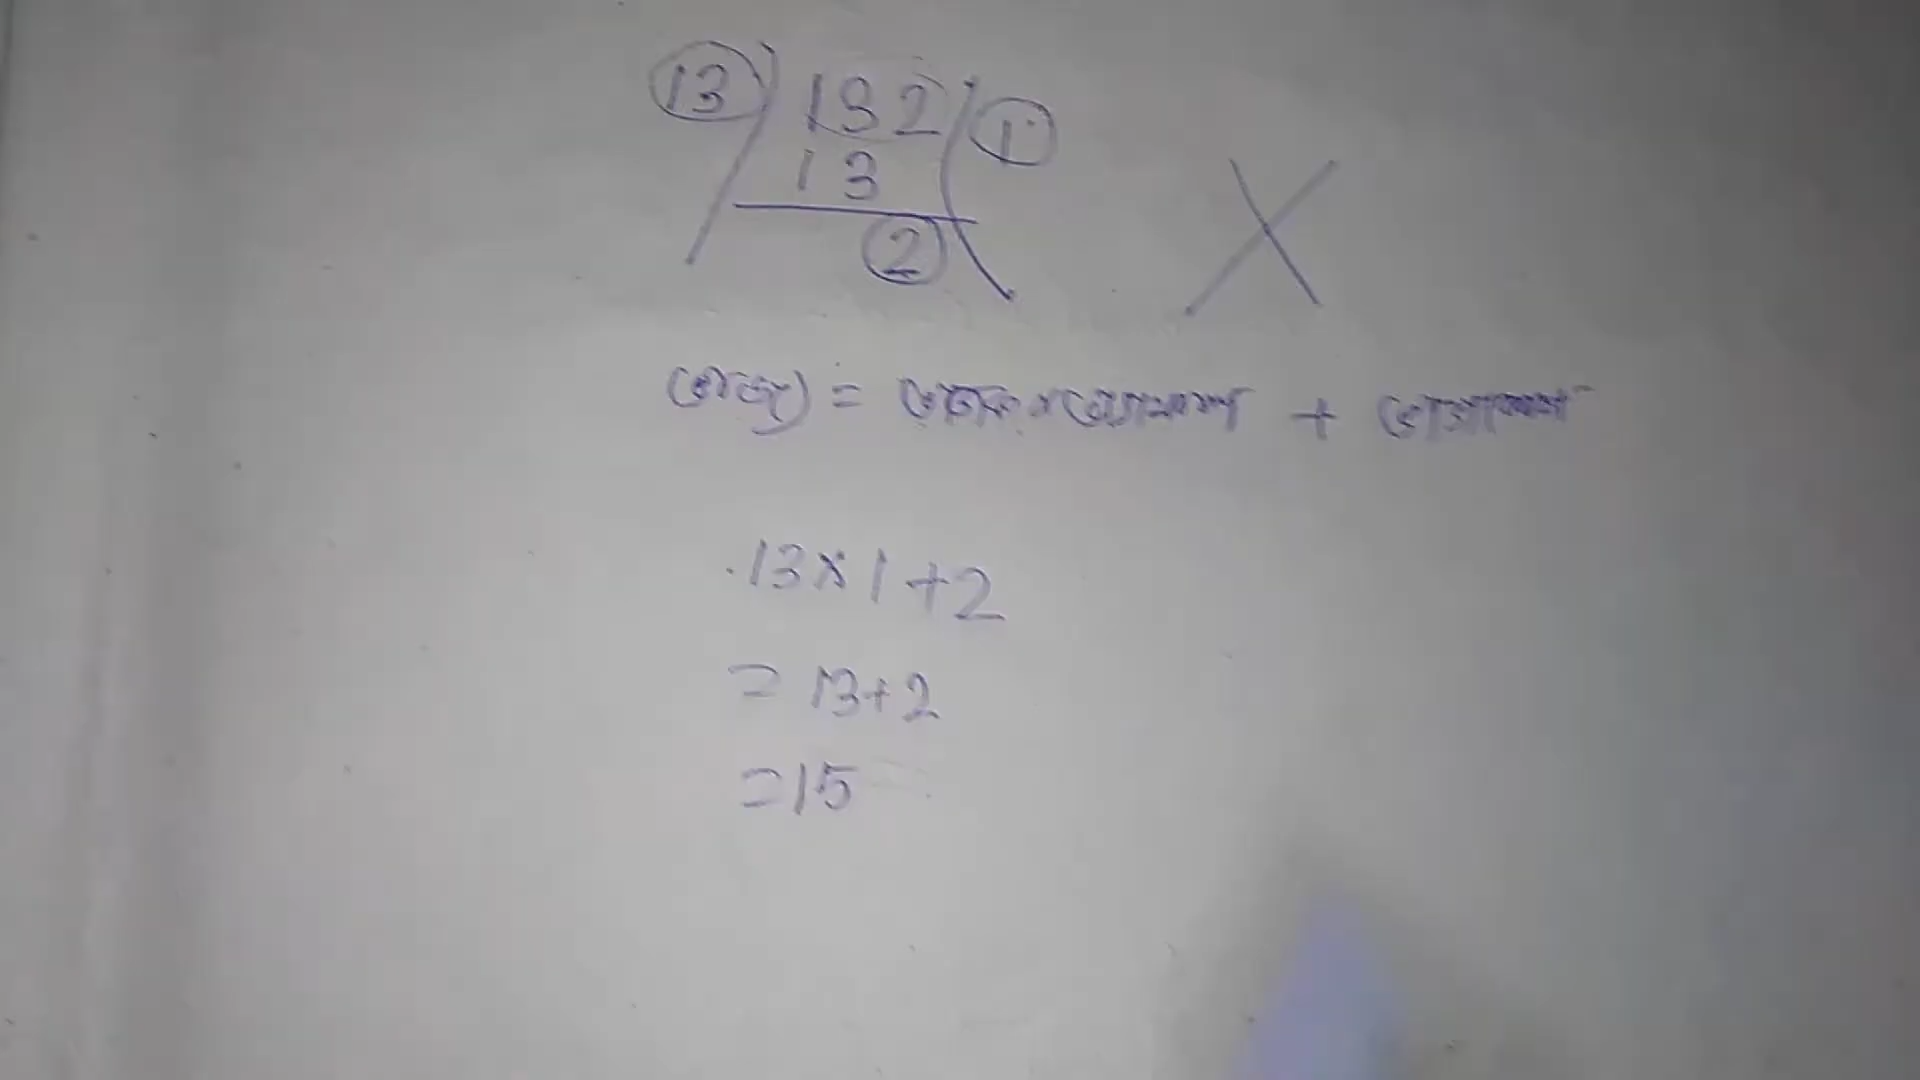 13) 132 (1
13
2
ভাজ্য = ভাজক × ভাগফল + ভাগশেষ
13 × 1 + 2
= 13 + 2
= 15